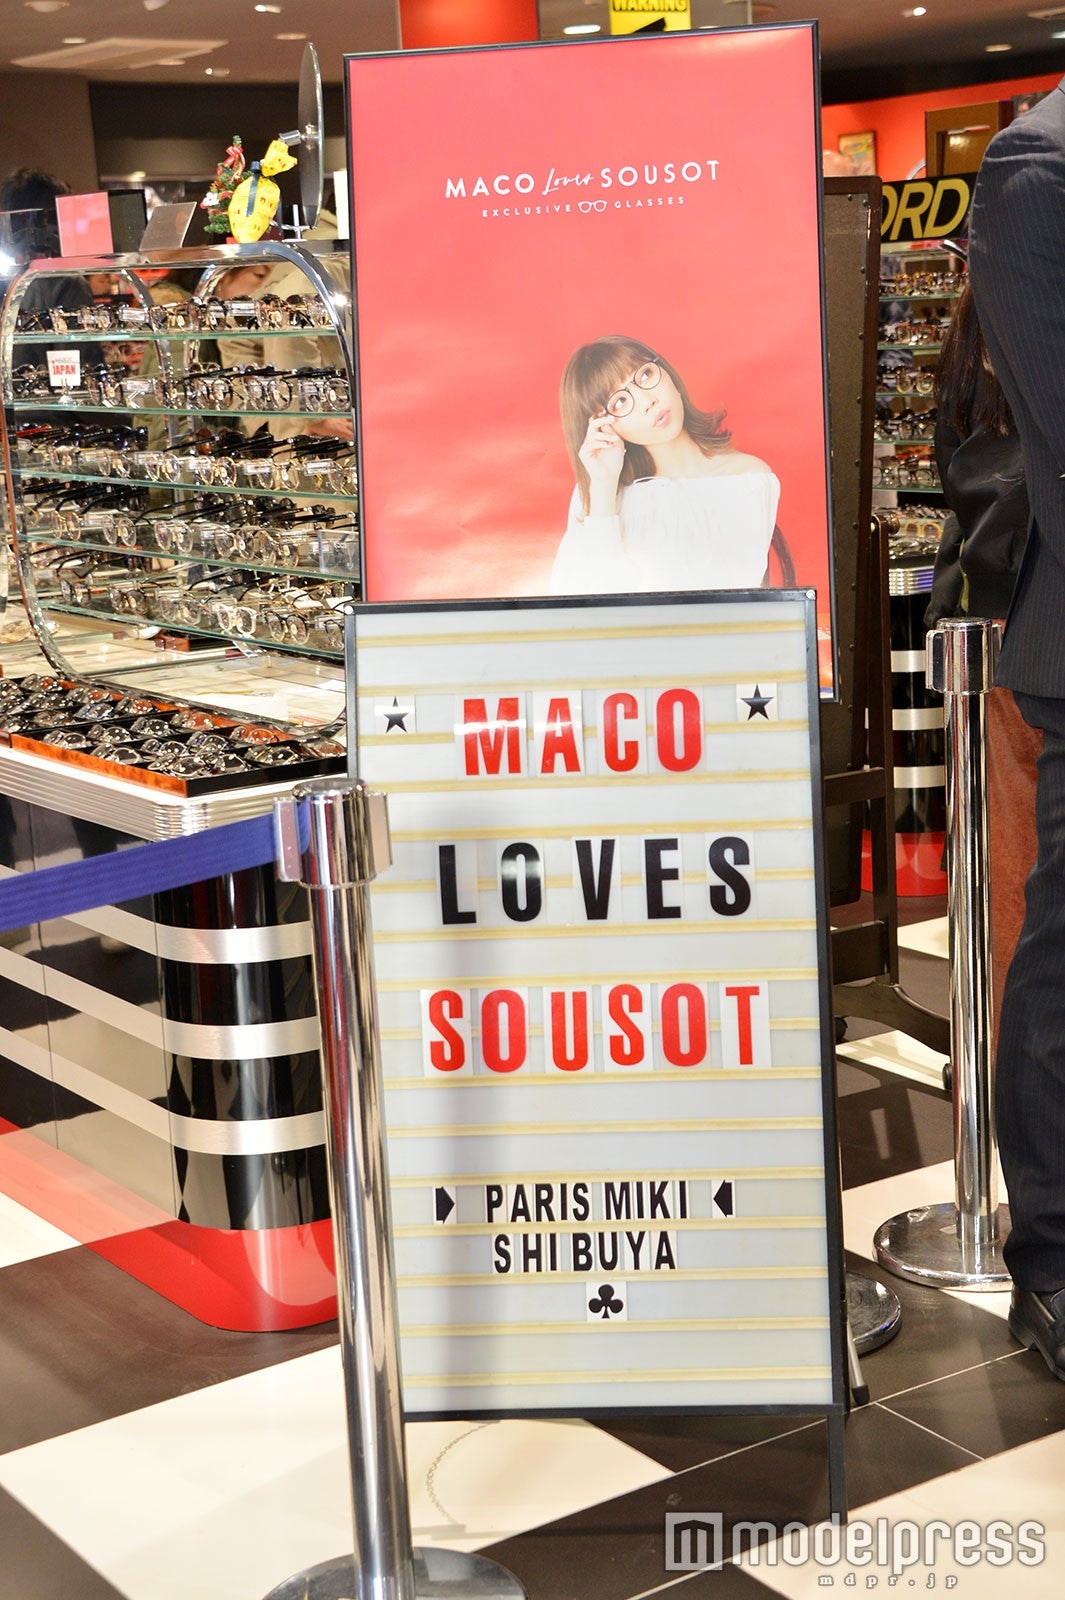 WARNING
MACO Loves SOUSOT
EXCLUSIVE GLASSES
ORD
JAPAN
★ MACO ★
LOVES
SOUSOT
PARIS MIKI
SHIBUYA
♣
modelpress
mdpr.jp